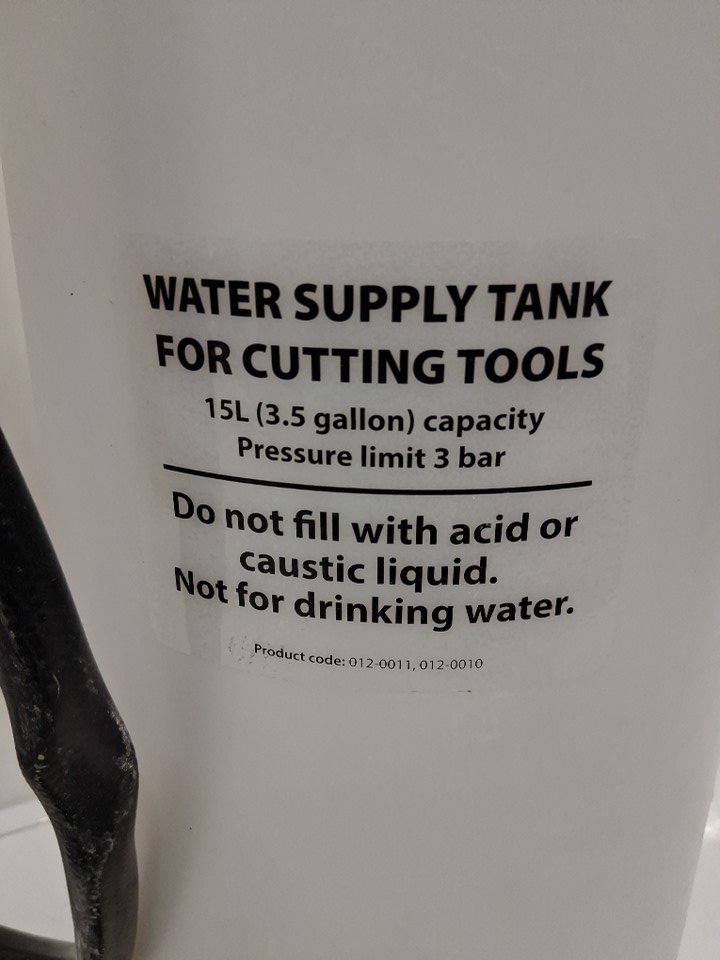 WATER SUPPLY TANK
FOR CUTTING TOOLS
15L (3.5 gallon) capacity
Pressure limit 3 bar
Do not fill with acid or
caustic liquid.
Not for drinking water.
Product code: 012-0011, 012-0010